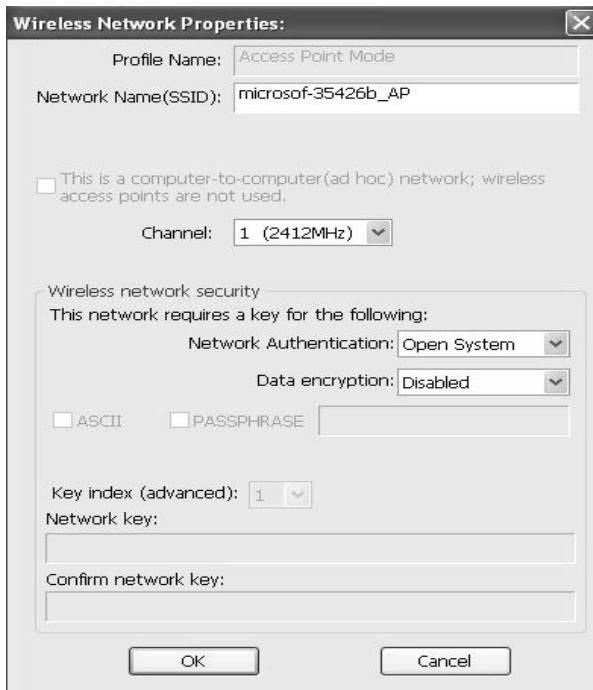 Wireless Network Properties:
Profile Name: Access Point Mode
Network Name(SSID): microsof-35426b_AP
This is a computer-to-computer(ad hoc) network; wireless
access points are not used.
Channel: 1 (2412MHz)
Wireless network security
This network requires a key for the following:
Network Authentication: Open System
Data encryption: Disabled
ASCII PASSPHRASE
Key index (advanced): 1
Network key:
Confirm network key:
OK Cancel